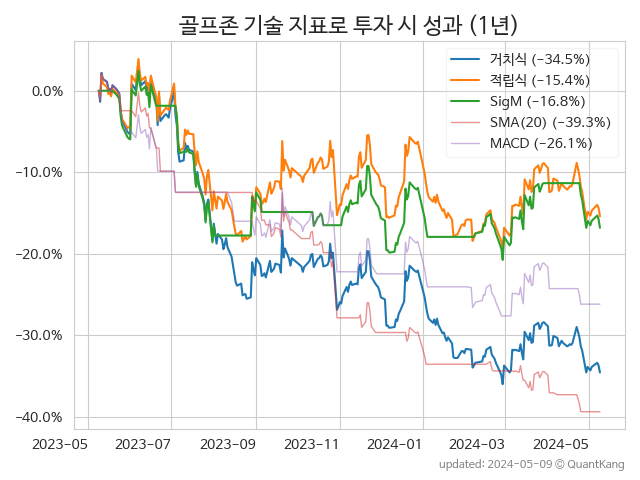 골프존 기술 지표로 투자 시 성과 (1년)
거치식 (−34.5%)
적립식 (−15.4%)
SigM (−16.8%)
SMA(20) (−39.3%)
MACD (−26.1%)
0.0%
−10.0%
−20.0%
−30.0%
−40.0%
2023−05 2023−07 2023−09 2023−11 2024−01 2024−03 2024−05
updated: 2024−05−09 ⓒ QuantKang